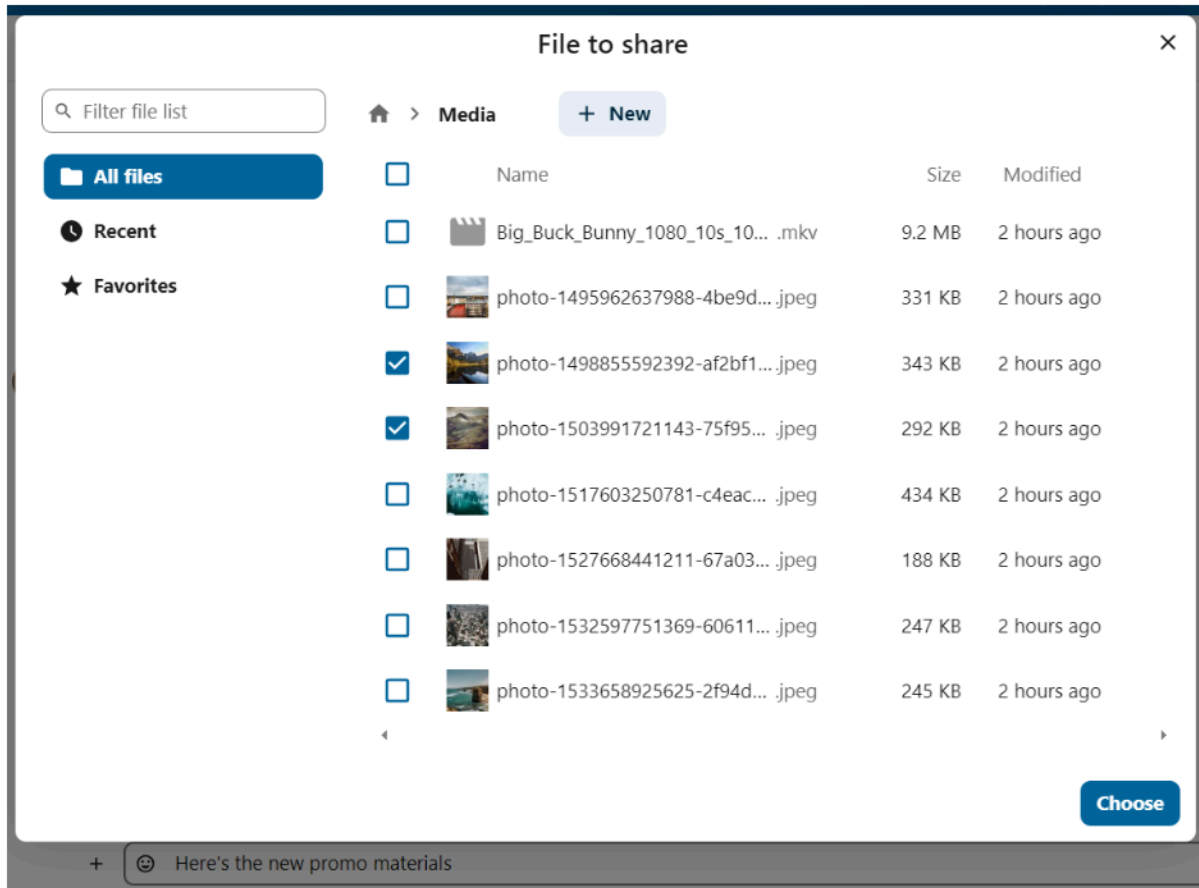 File to share
Filter file list
Media
+ New
All files
Recent
Favorites
Name Size Modified
Big_Buck_Bunny_1080_10s_10... .mkv 9.2 MB 2 hours ago
photo-1495962637988-4be9d... .jpeg 331 KB 2 hours ago
photo-1498855592392-af2bf1... .jpeg 343 KB 2 hours ago
photo-1503991721143-75f95... .jpeg 292 KB 2 hours ago
photo-1517603250781-c4eac... .jpeg 434 KB 2 hours ago
photo-1527668441211-67a03... .jpeg 188 KB 2 hours ago
photo-1532597751369-60611... .jpeg 247 KB 2 hours ago
photo-1533658925625-2f94d... .jpeg 245 KB 2 hours ago
Choose
Here's the new promo materials